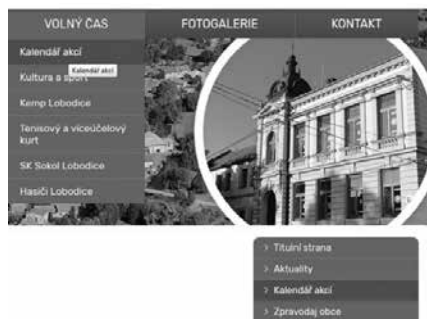 VOLNÝ ČAS
FOTOGALERIE
KONTAKT
Kalendář akcí
Kalendář akcí
Kultura a sport
Kemp Lobodice
Tenisový a víceúčelový
kurt
SK Sokol Lobodice
Hasiči Lobodice
> Titulní strana
> Aktuality
> Kalendář akcí
> Zpravodaj obce